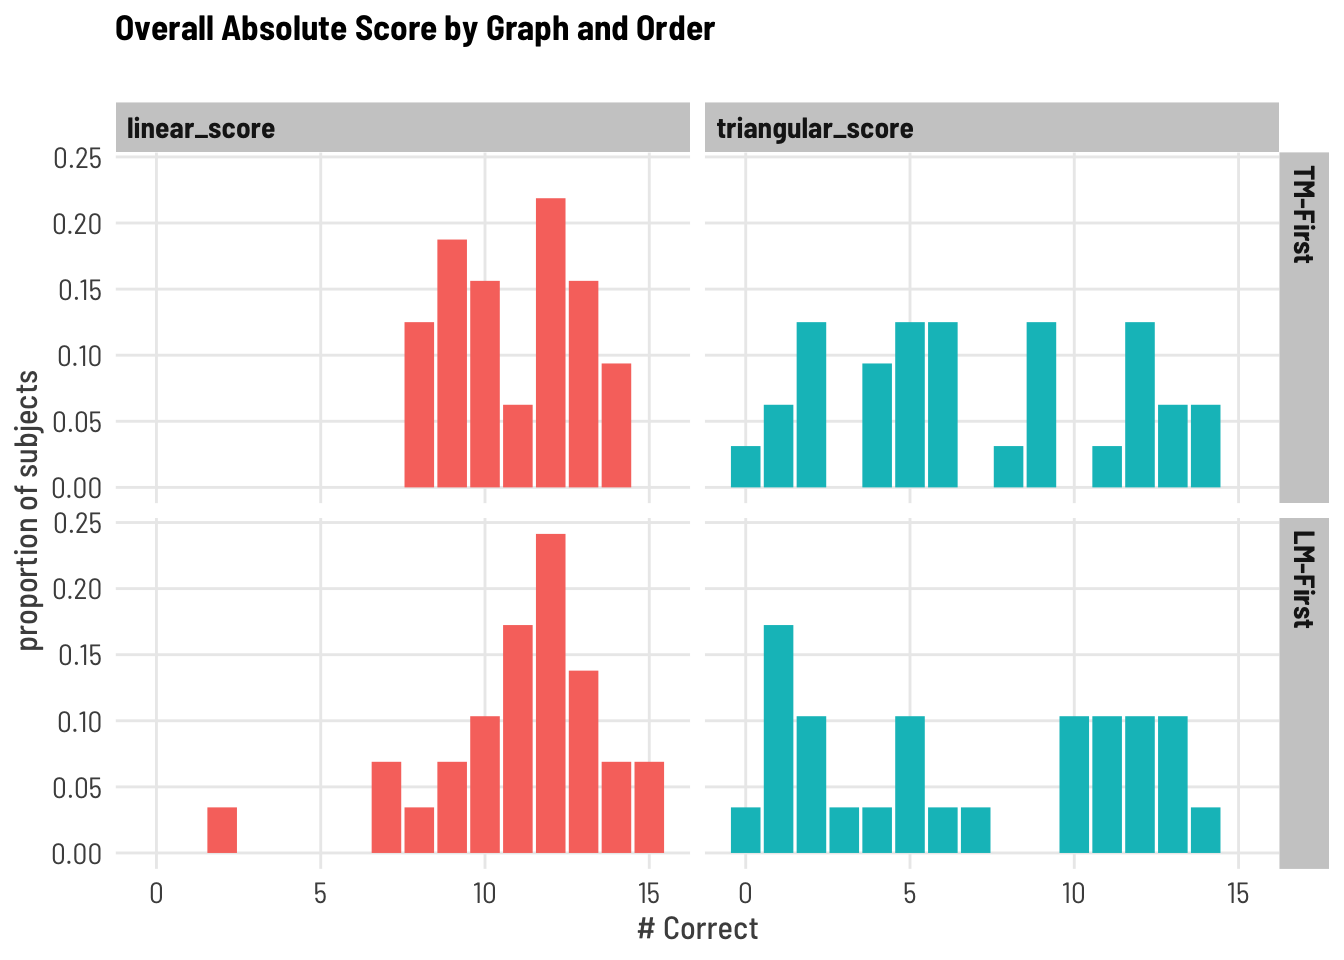 Overall Absolute Score by Graph and Order
linear_score
triangular_score
TM-First
LM-First
proportion of subjects
0.25
0.20
0.15
0.10
0.05
0.00
0.25
0.20
0.15
0.10
0.05
0.00
0 5 10 15 0 5 10 15
# Correct